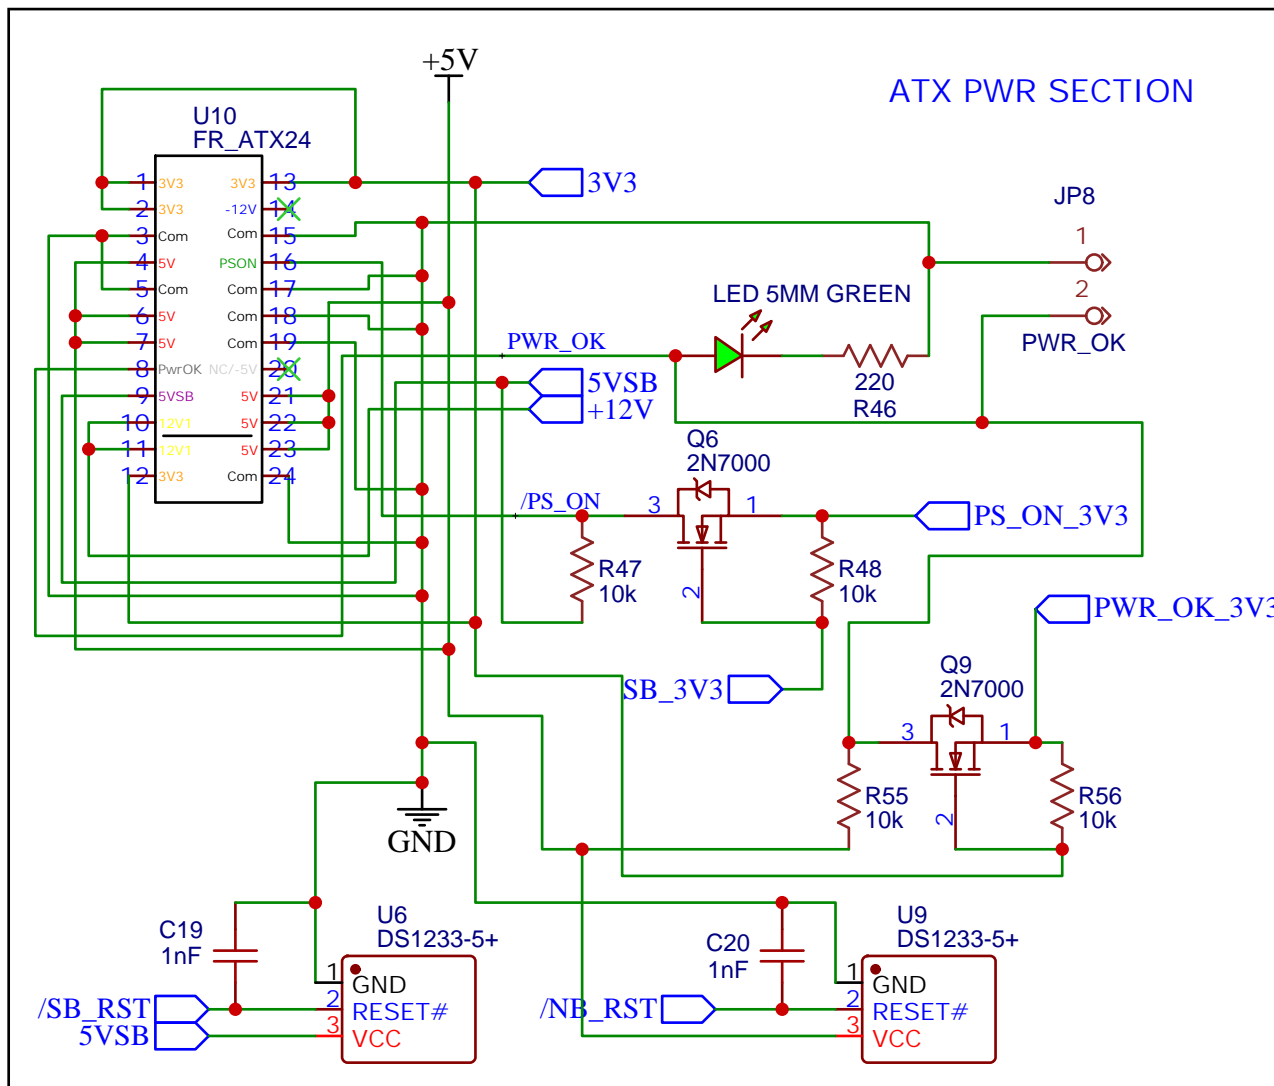 +5V
ATX PWR SECTION
U10
FR_ATX24
1 3V3 3V3 13
2 3V3 -12V 14
3 Com Com 15
4 5V PSON 16
5 Com Com 17
6 5V Com 18
7 5V Com 19
8 PwrOK NC/-5V 20
9 5VSB 5V 21
10 12V1 5V 22
11 12V1 5V 23
12 3V3 Com 24
3V3
JP8
1
2
PWR_OK
LED 5MM GREEN
PWR_OK
220
R46
5VSB
+12V
Q6
2N7000
/PS_ON
3
1
2
PS_ON_3V3
R47
10k
R48
10k
SB_3V3
PWR_OK_3V3
Q9
2N7000
3
1
2
R55
10k
R56
10k
GND
C19
1nF
U6
DS1233-5+
1 GND
2 RESET#
3 VCC
/SB_RST
5VSB
C20
1nF
U9
DS1233-5+
1 GND
2 RESET#
3 VCC
/NB_RST